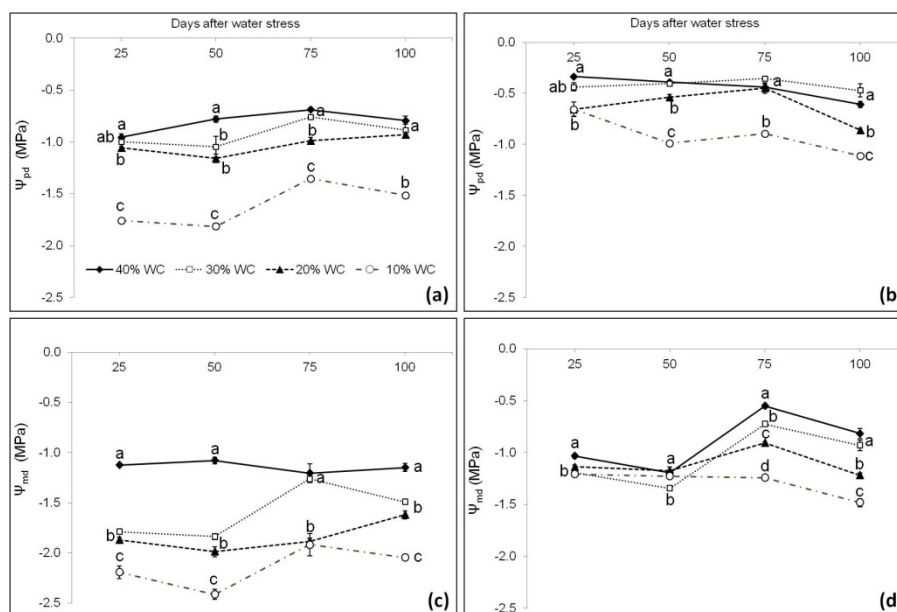 Days after water stress
25 50 75 100
0.0
-0.5
-1.0
-1.5
-2.0
-2.5
Ψpd (MPa)
a a a a
ab b b
b b
c c c b
40% WC 30% WC 20% WC 10% WC
(a)
Days after water stress
25 50 75 100
0.0
-0.5
-1.0
-1.5
-2.0
-2.5
Ψpd (MPa)
a a a a
ab
b b b b
c c
(b)
25 50 75 100
0.0
-0.5
-1.0
-1.5
-2.0
-2.5
Ψmd (MPa)
a a a a
b b b b
c c c
(c)
25 50 75 100
0.0
-0.5
-1.0
-1.5
-2.0
-2.5
Ψmd (MPa)
a a a a
b b b b
c c
d
(d)